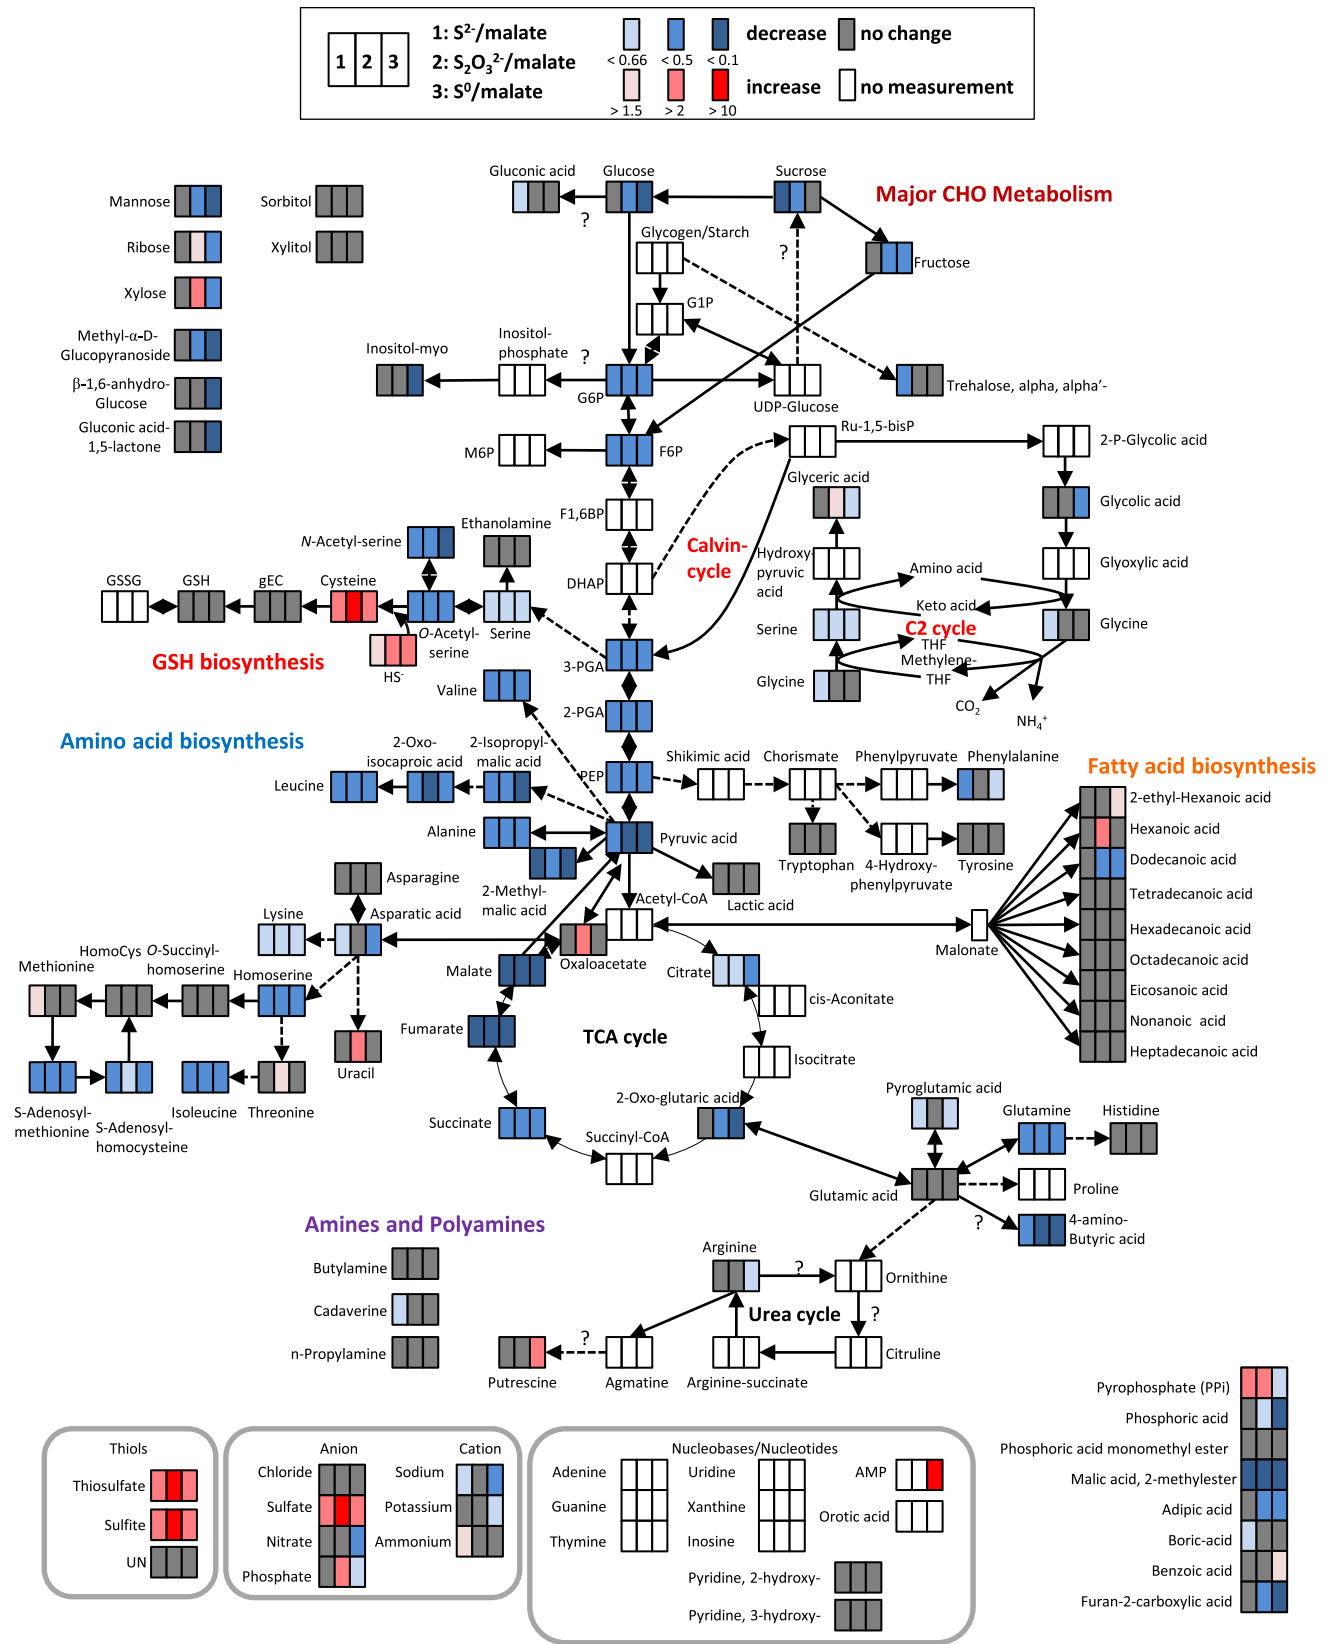 1 2 3
1: S²⁻/malate
2: S₂O₃²⁻/malate
3: S⁰/malate
< 0.66 < 0.5 < 0.1
decrease
no change
> 1.5 > 2 > 10
increase
no measurement
Major CHO Metabolism
Gluconic acid
Glucose
Sucrose
?
?
Glycogen/Starch
Fructose
G1P
Mannose
Sorbitol
Ribose
Xylitol
Xylose
Methyl-α-D-
Glucopyranoside
β-1,6-anhydro-
Glucose
Gluconic acid-
1,5-lactone
Inositol-myo
Inositol-
phosphate
?
G6P
UDP-Glucose
Trehalose, alpha, alpha’-
M6P
F6P
Ru-1,5-bisP
2-P-Glycolic acid
Glyceric acid
Glycolic acid
F1,6BP
Calvin-
cycle
Hydroxy-
pyruvic
acid
Glyoxylic acid
Amino acid
Keto acid
DHAP
Serine
C2 cycle
Glycine
THF
Methylene-
THF
Glycine
CO₂
NH₄⁺
N-Acetyl-serine
Ethanolamine
GSSG
GSH
gEC
Cysteine
O-Acetyl-
serine
Serine
GSH biosynthesis
HS⁻
3-PGA
Valine
2-PGA
Amino acid biosynthesis
2-Oxo-
isocaproic acid
2-Isopropyl-
malic acid
Leucine
PEP
Shikimic acid
Chorismate
Phenylpyruvate
Phenylalanine
Alanine
Pyruvic acid
2-Methyl-
malic acid
Lactic acid
Tryptophan
4-Hydroxy-
phenylpyruvate
Tyrosine
Fatty acid biosynthesis
2-ethyl-Hexanoic acid
Hexanoic acid
Dodecanoic acid
Tetradecanoic acid
Hexadecanoic acid
Octadecanoic acid
Eicosanoic acid
Nonanoic acid
Heptadecanoic acid
Malonate
Acetyl-CoA
Asparagine
Lysine
Asparatic acid
Oxaloacetate
Methionine
HomoCys
O-Succinyl-
homoserine
Homoserine
Malate
Citrate
cis-Aconitate
Fumarate
TCA cycle
Isocitrate
Uracil
S-Adenosyl-
methionine
S-Adenosyl-
homocysteine
Isoleucine
Threonine
Succinate
2-Oxo-glutaric acid
Succinyl-CoA
Pyroglutamic acid
Glutamine
Histidine
Glutamic acid
Proline
?
4-amino-
Butyric acid
Amines and Polyamines
Butylamine
Cadaverine
n-Propylamine
Arginine
?
Ornithine
Urea cycle
?
?
Putrescine
Agmatine
Arginine-succinate
Citruline
Pyrophosphate (PPi)
Phosphoric acid
Phosphoric acid monomethyl ester
Malic acid, 2-methylester
Adipic acid
Boric-acid
Benzoic acid
Furan-2-carboxylic acid
Thiols
Thiosulfate
Sulfite
UN
Anion
Chloride
Sulfate
Nitrate
Phosphate
Cation
Sodium
Potassium
Ammonium
Nucleobases/Nucleotides
Adenine
Uridine
AMP
Guanine
Xanthine
Orotic acid
Thymine
Inosine
Pyridine, 2-hydroxy-
Pyridine, 3-hydroxy-